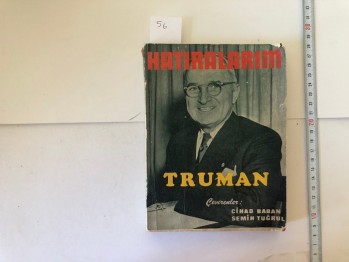 56
HATIRALARIM
TRUMAN
Çevirenler:
CİHAD BABAN
SEMİH TUĞRUL